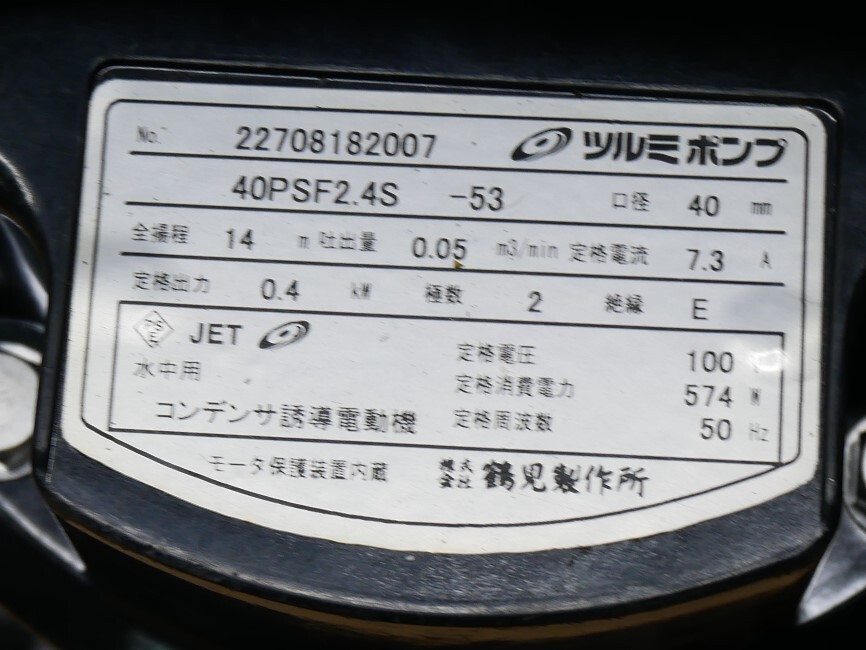 No. 22708182007 ツルミポンプ
40PSF2.4S -53 口径 40 mm
全揚程 14 m 吐出量 0.05 m3/min 定格電流 7.3 A
定格出力 0.4 kW 極数 2 絶縁 E
PS E JET 定格電圧 100 V
水中用 定格消費電力 574 W
コンデンサ誘導電動機 定格周波数 50 Hz
モータ保護装置内蔵 株式会社 鶴見製作所